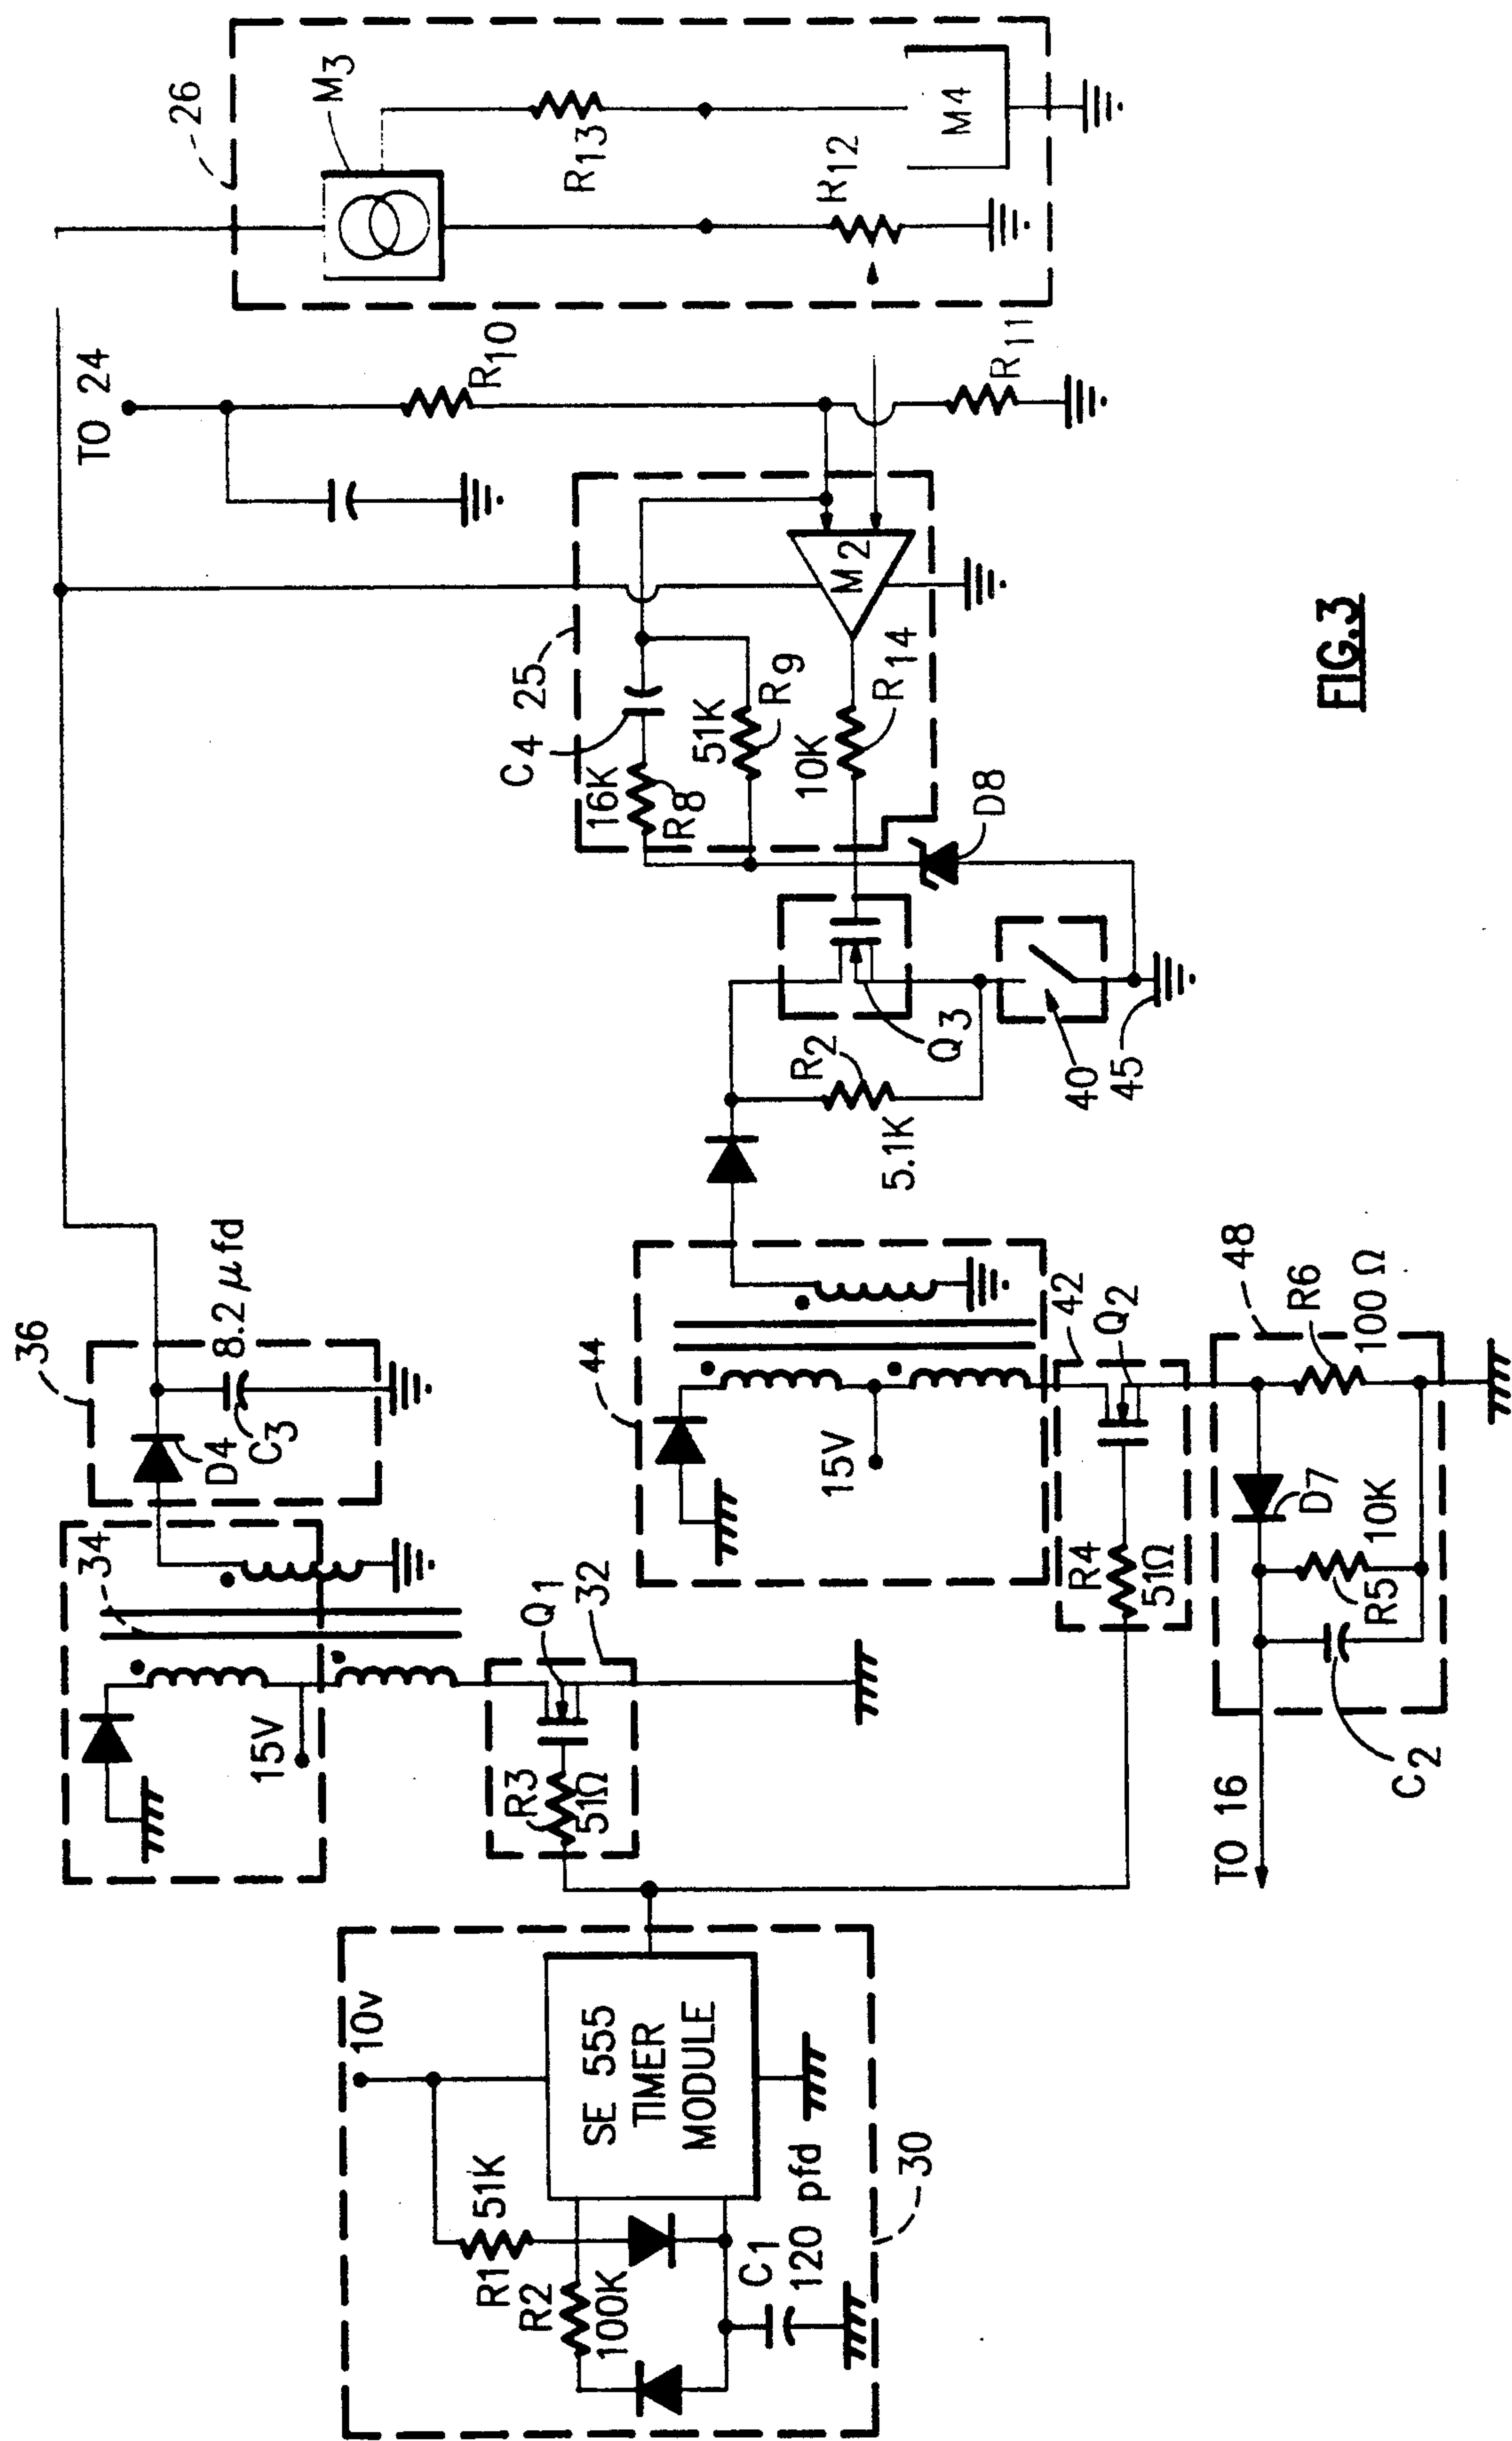 36
34
D4
C3
8.2 μfd
15V
R3
51Ω
Q1
32
10v
SE 555
TIMER
MODULE
R1
51K
R2
100K
C1
120 pfd
30
44
15V
42
Q2
R4
51Ω
48
R6
100 Ω
D7
10K
R5
C2
TO 16
R2
5.1K
Q3
40
45
D8
25
C4
16K
R8
51K
R9
10K
R14
M2
TO 24
R10
R11
26
M3
R13
R12
M4
FIG.3